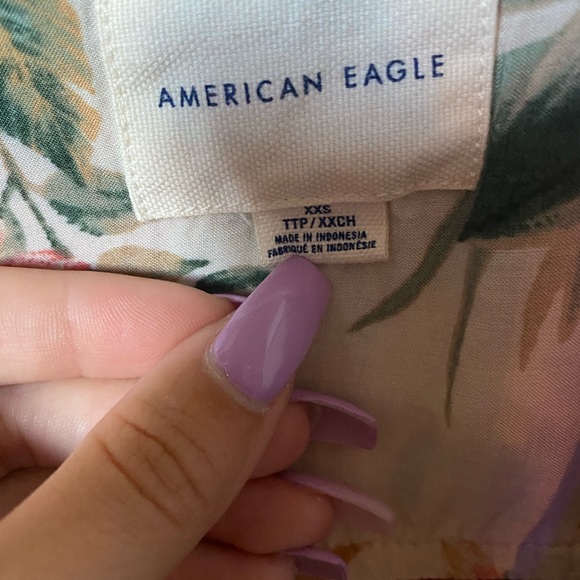 AMERICAN EAGLE
XXS
TTP/XXCH
MADE IN INDONESIA
FABRIQUÉ EN INDONÉSIE